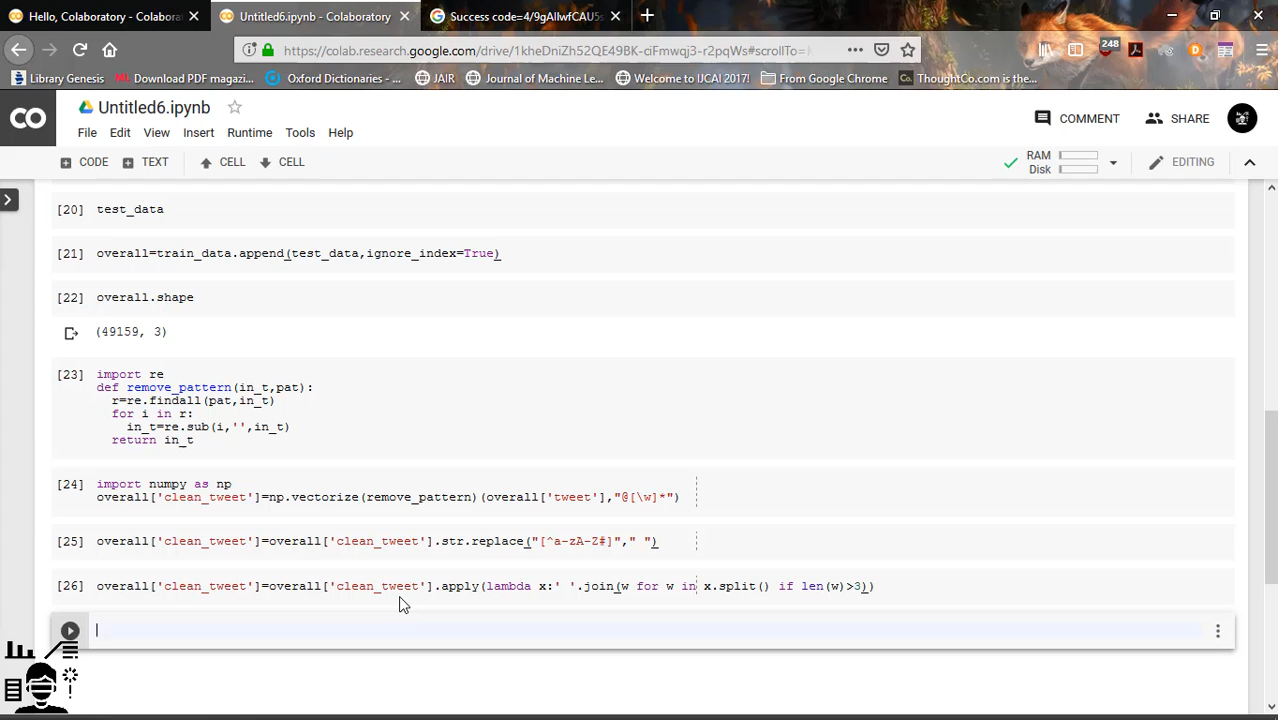 Hello, Colaboratory - Colaborat
Untitled6.ipynb - Colaboratory
Success code=4/9gAIlwfCAU5s
https://colab.research.google.com/drive/1kheDniZh52QE49BK-ciFmwqj3-r2pqWs#scrollTo=
248
Library Genesis
Download PDF magazi...
Oxford Dictionaries - ...
JAIR
Journal of Machine Le...
Welcome to IJCAI 2017!
From Google Chrome
ThoughtCo.com is the...
CO
Untitled6.ipynb
COMMENT
SHARE
File Edit View Insert Runtime Tools Help
CODE TEXT CELL CELL
RAM
Disk
EDITING
[20] test_data
[21] overall=train_data.append(test_data,ignore_index=True)
[22] overall.shape
(49159, 3)
[23] import re
def remove_pattern(in_t,pat):
r=re.findall(pat,in_t)
for i in r:
in_t=re.sub(i,'',in_t)
return in_t
[24] import numpy as np
overall['clean_tweet']=np.vectorize(remove_pattern)(overall['tweet'],"@[\w]*")
[25] overall['clean_tweet']=overall['clean_tweet'].str.replace("[^a-zA-Z#]"," ")
[26] overall['clean_tweet']=overall['clean_tweet'].apply(lambda x:' '.join(w for w in x.split() if len(w)>3))